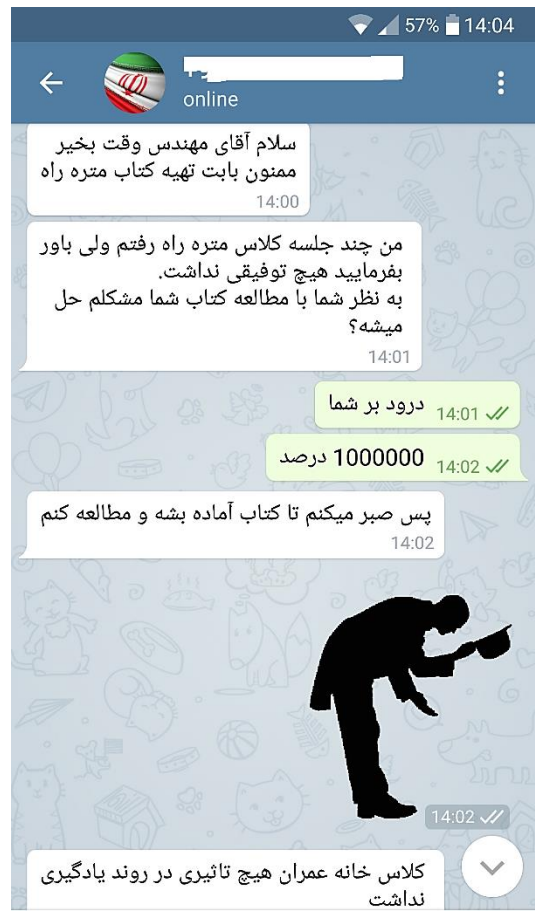 57% 14:04
online
سلام آقای مهندس وقت بخیر
ممنون بابت تهیه کتاب متره راه
14:00
من چند جلسه کلاس متره راه رفتم ولی باور
بفرمایید هیچ توفیقی نداشت.
به نظر شما با مطالعه کتاب شما مشکلم حل
میشه؟
14:01
درود بر شما
14:01
1000000 درصد
14:02
پس صبر میکنم تا کتاب آماده بشه و مطالعه کنم
14:02
14:02
کلاس خانه عمران هیچ تاثیری در روند یادگیری
نداشت